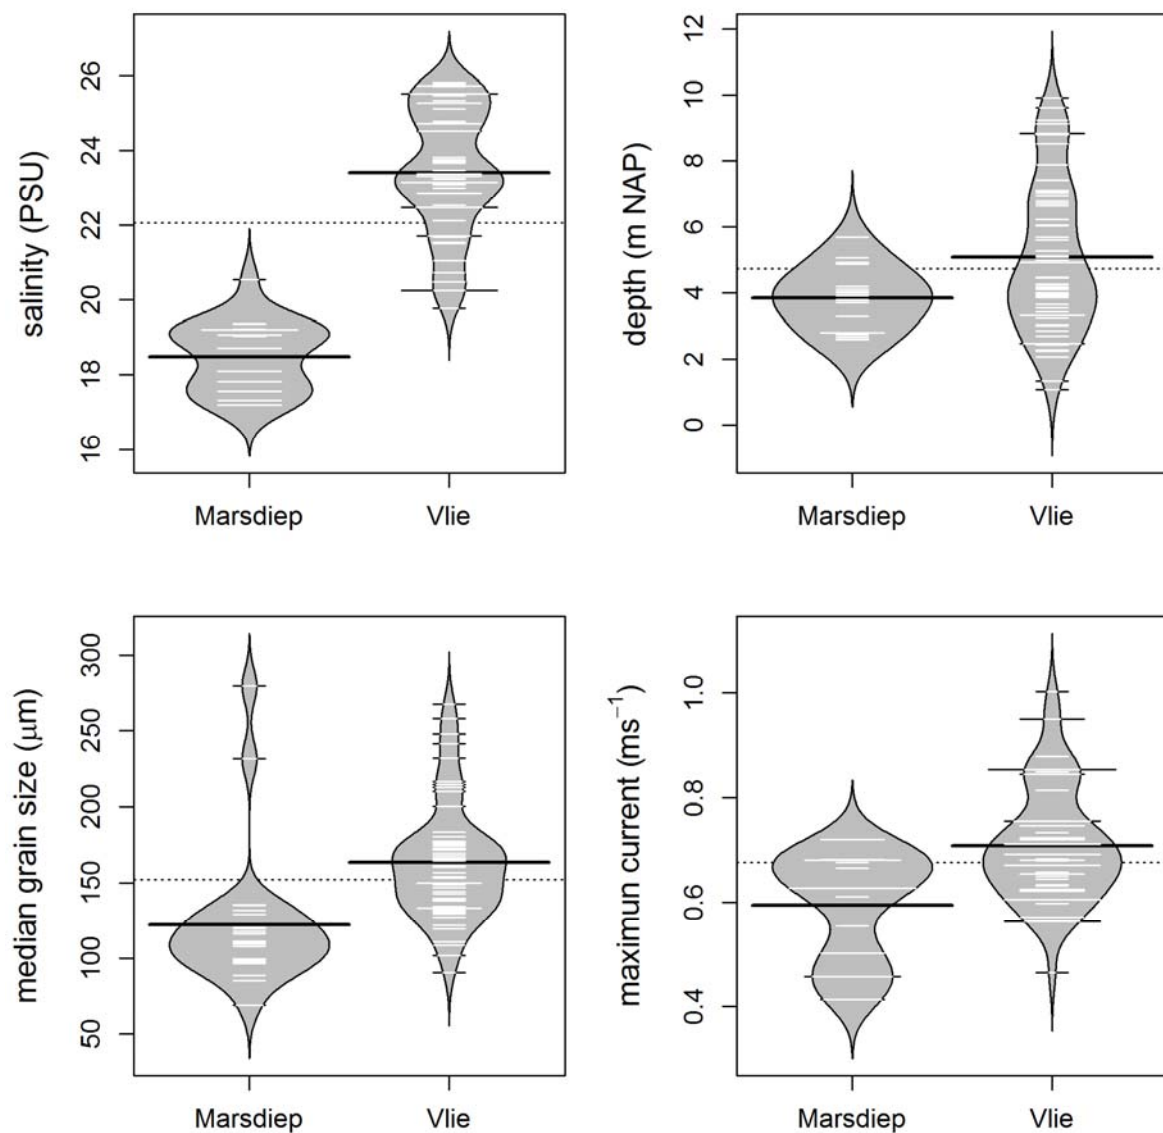 salinity (PSU)
26
24
22
20
18
16
Marsdiep Vlie
depth (m NAP)
12
10
8
6
4
2
0
Marsdiep Vlie
median grain size (μm)
300
250
200
150
100
50
Marsdiep Vlie
maximun current (ms⁻¹)
1.0
0.8
0.6
0.4
Marsdiep Vlie